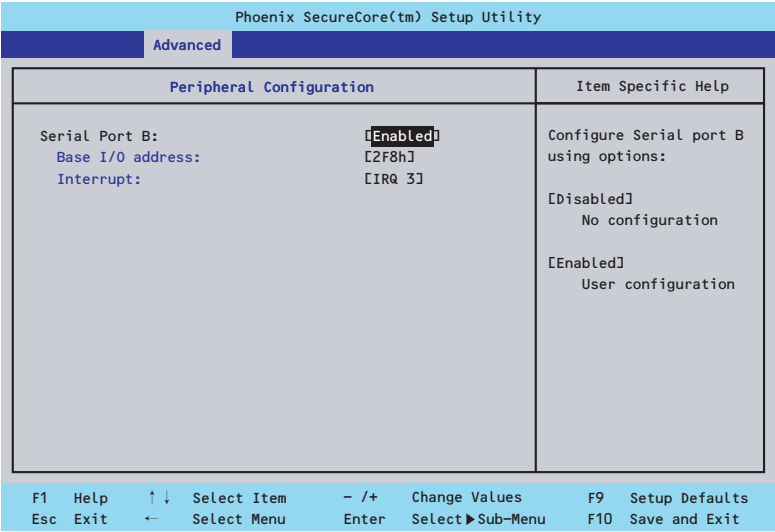 Phoenix SecureCore(tm) Setup Utility
Advanced
Peripheral Configuration
Serial Port B: [Enabled]
Base I/O address: [2F8h]
Interrupt: [IRQ 3]
Item Specific Help
Configure Serial port B
using options:
[Disabled]
No configuration
[Enabled]
User configuration
F1 Help ↑↓ Select Item - /+ Change Values F9 Setup Defaults
Esc Exit ← Select Menu Enter Select▶Sub-Menu F10 Save and Exit